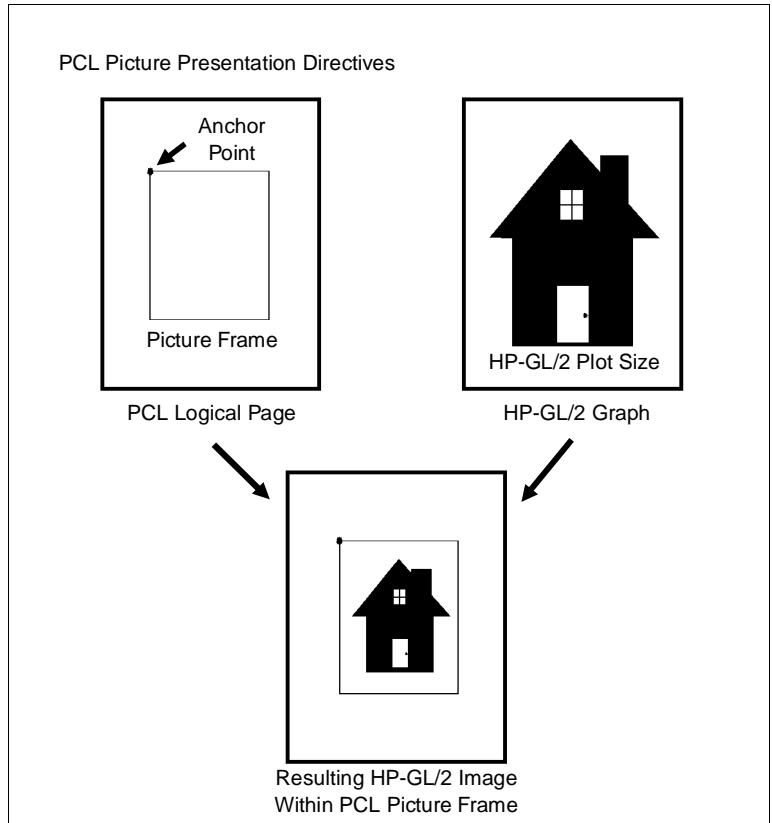 PCL Picture Presentation Directives
Anchor
Point
Picture Frame
HP-GL/2 Plot Size
PCL Logical Page
HP-GL/2 Graph
Resulting HP-GL/2 Image
Within PCL Picture Frame